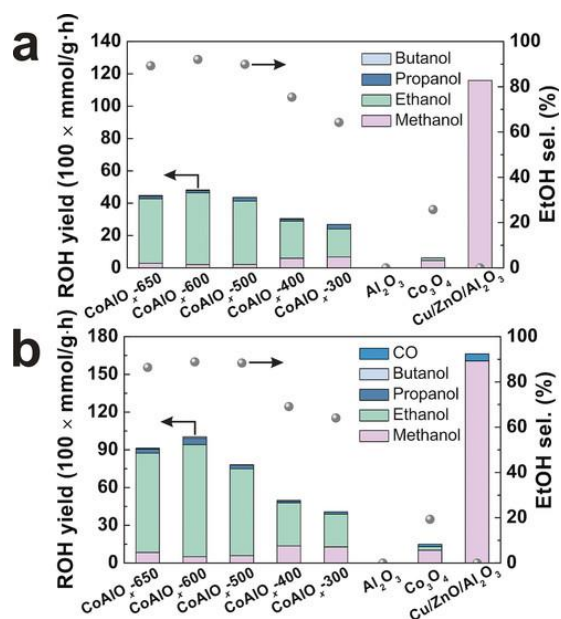 a
ROH yield (100 × mmol/g·h)
140
120
100
80
60
40
20
0
Butanol
Propanol
Ethanol
Methanol
100
80
60
40
20
0
EtOH sel. (%)
CoAlOₓ-650
CoAlOₓ-600
CoAlOₓ-500
CoAlOₓ-400
CoAlOₓ-300
Al₂O₃
Co₃O₄
Cu/ZnO/Al₂O₃
b
ROH yield (100 × mmol/g·h)
180
150
120
90
60
30
0
CO
Butanol
Propanol
Ethanol
Methanol
100
80
60
40
20
0
EtOH sel. (%)
CoAlOₓ-650
CoAlOₓ-600
CoAlOₓ-500
CoAlOₓ-400
CoAlOₓ-300
Al₂O₃
Co₃O₄
Cu/ZnO/Al₂O₃